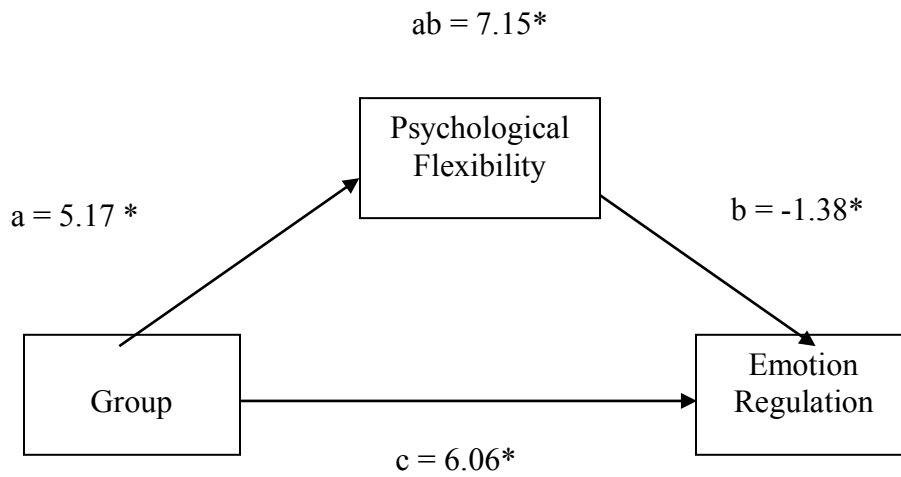 ab = 7.15*
Psychological
Flexibility
a = 5.17 *
b = -1.38*
Group
Emotion
Regulation
c = 6.06*